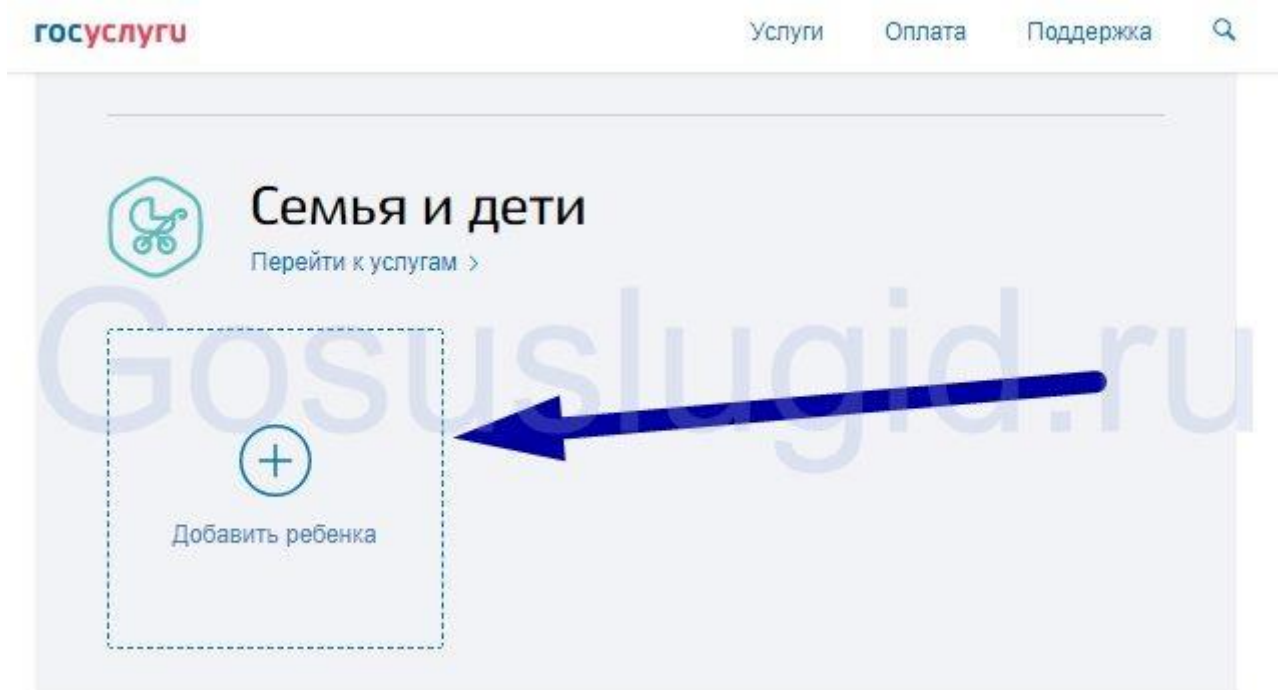 госуслуги Услуги Оплата Поддержка
Семья и дети
Перейти к услугам >
Gosuslugid.ru
Добавить ребенка